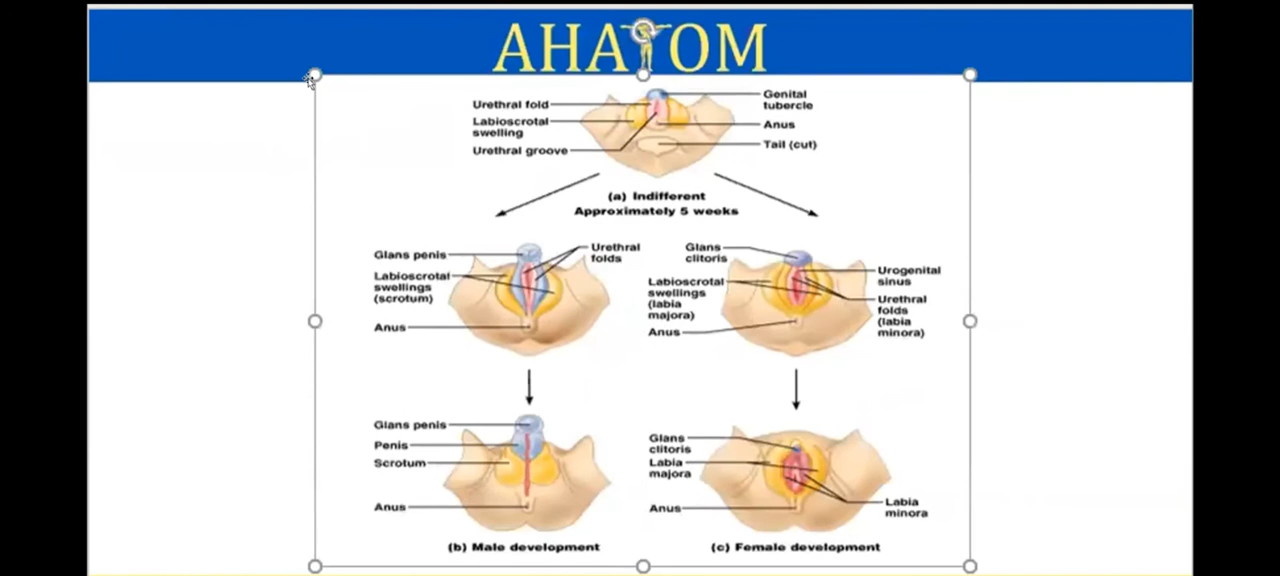 AHATOM
Urethral fold
Labioscrotal
swelling
Urethral groove
Genital
tubercle
Anus
Tail (cut)
(a) Indifferent
Approximately 5 weeks
Glans penis
Labioscrotal
swellings
(scrotum)
Anus
Urethral
folds
Glans
clitoris
Labioscrotal
swellings
(labia
majora)
Anus
Urogenital
sinus
Urethral
folds
(labia
minora)
Glans penis
Penis
Scrotum
Anus
(b) Male development
Glans
clitoris
Labia
majora
Anus
Labia
minora
(c) Female development